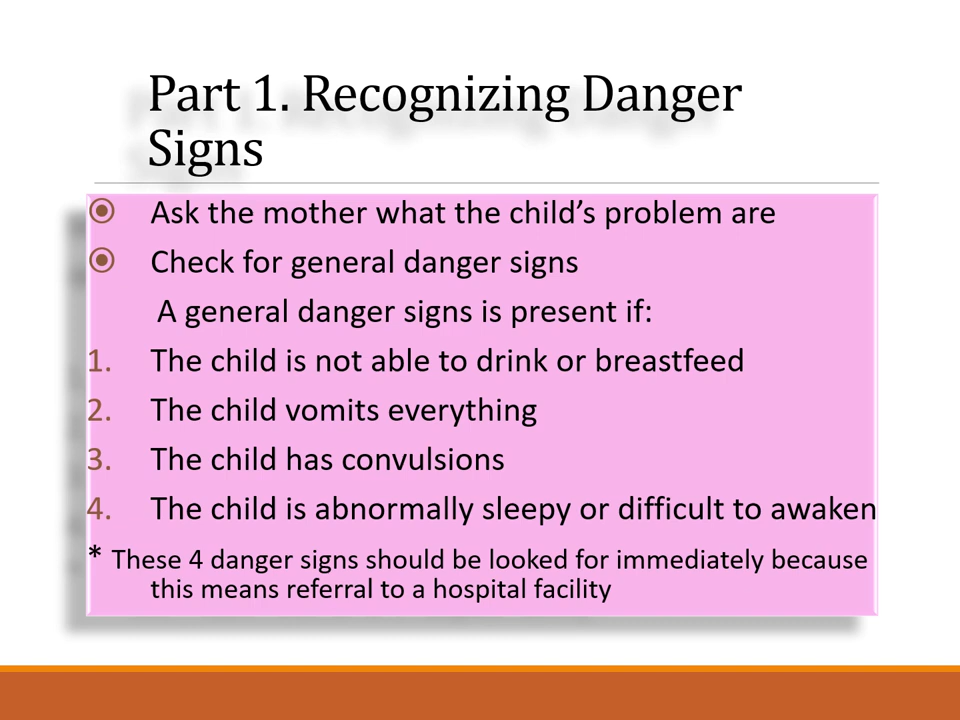 Part 1. Recognizing Danger
Signs
Ask the mother what the child’s problem are
Check for general danger signs
A general danger signs is present if:
1. The child is not able to drink or breastfeed
2. The child vomits everything
3. The child has convulsions
4. The child is abnormally sleepy or difficult to awaken
* These 4 danger signs should be looked for immediately because
this means referral to a hospital facility